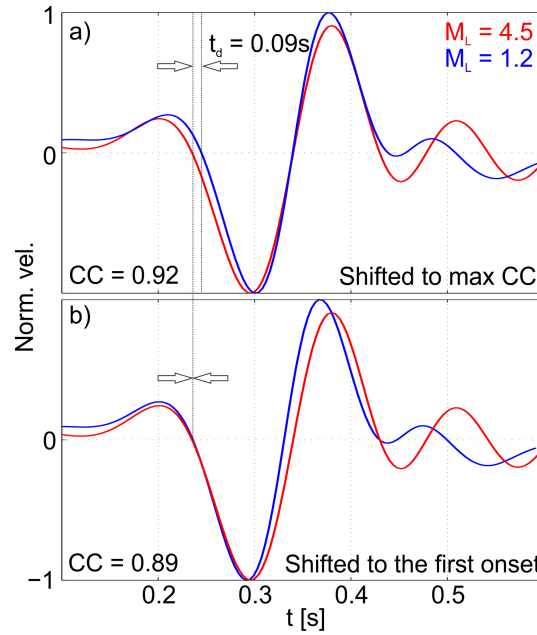 1
a)
t_d = 0.09s
M_L = 4.5
M_L = 1.2
0
CC = 0.92
Shifted to max CC
Norm. vel.
b)
0
CC = 0.89
Shifted to the first onset
−1
0.2 0.3 0.4 0.5
t [s]